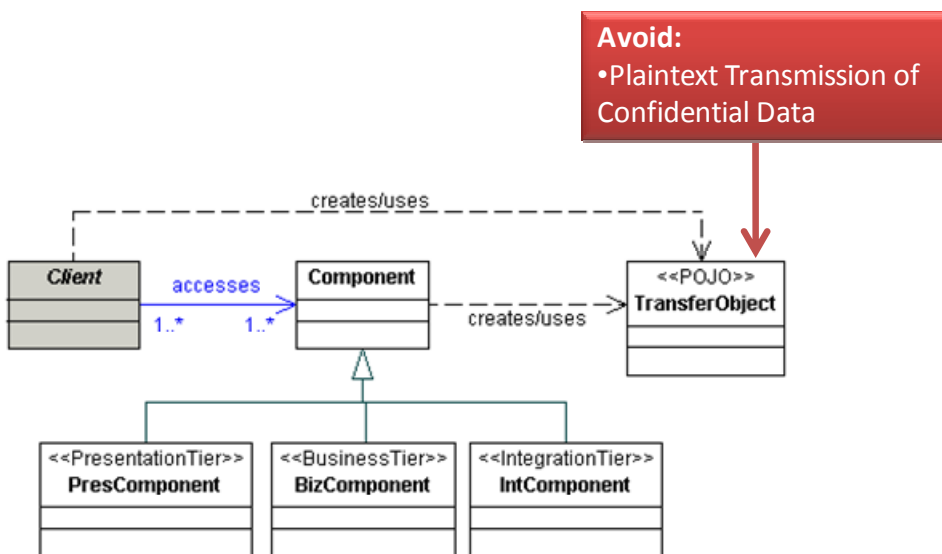 Avoid:
•Plaintext Transmission of
Confidential Data
creates/uses
Client
accesses
1..*
1..*
Component
creates/uses
<<POJO>>
TransferObject
<<PresentationTier>>
PresComponent
<<BusinessTier>>
BizComponent
<<IntegrationTier>>
IntComponent